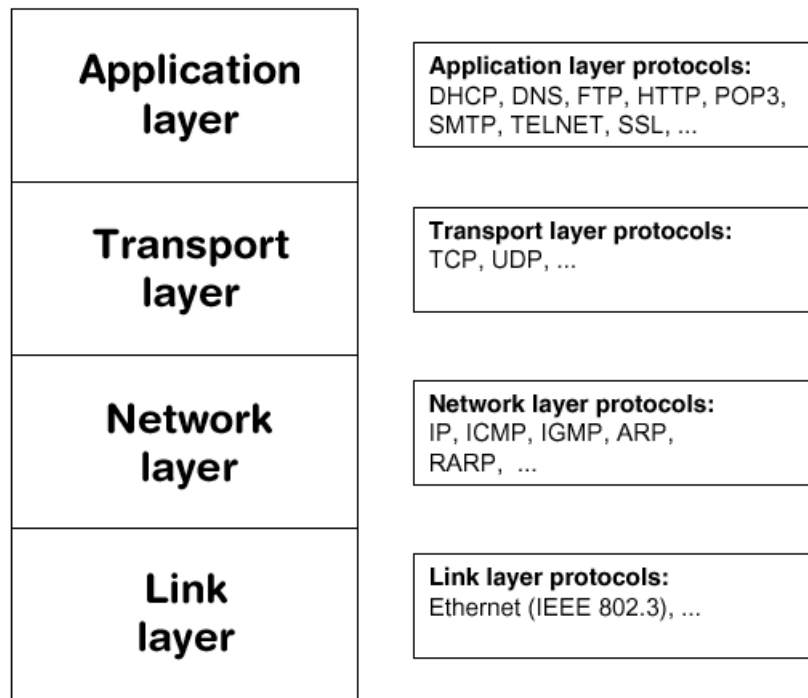 Application
layer
Application layer protocols:
DHCP, DNS, FTP, HTTP, POP3,
SMTP, TELNET, SSL, ...
Transport
layer
Transport layer protocols:
TCP, UDP, ...
Network
layer
Network layer protocols:
IP, ICMP, IGMP, ARP,
RARP, ...
Link
layer
Link layer protocols:
Ethernet (IEEE 802.3), ...